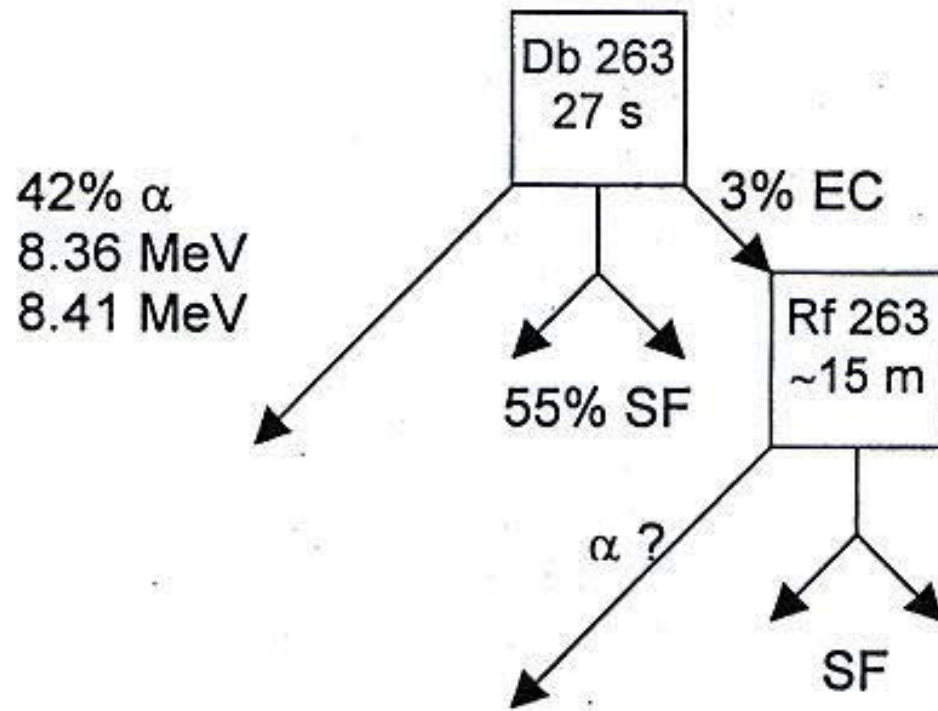 Db 263
27 s
42% α
8.36 MeV
8.41 MeV
3% EC
55% SF
Rf 263
~15 m
α ?
SF